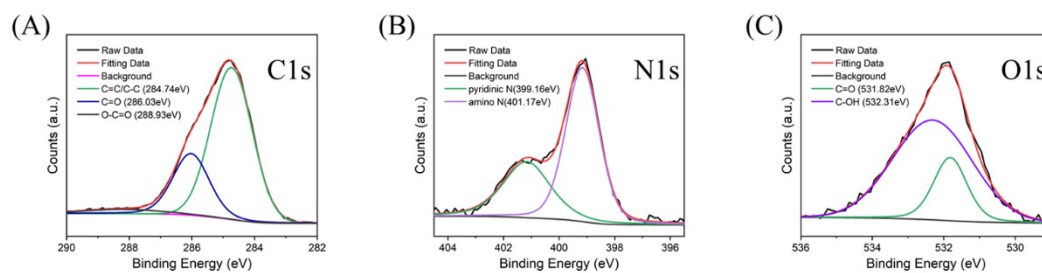 (A)
Raw Data
Fitting Data
Background
C=C/C-C (284.74eV)
C=O (286.03eV)
O-C=O (288.93eV)
C1s
Counts (a.u.)
290 288 286 284 282
Binding Energy (eV)
(B)
Raw Data
Fitting Data
Background
pyridinic N(399.16eV)
amino N(401.17eV)
N1s
Counts (a.u.)
404 402 400 398 396
Binding Energy (eV)
(C)
Raw Data
Fitting Data
Background
C=O (531.82eV)
C-OH (532.31eV)
O1s
Counts (a.u.)
536 534 532 530
Binding Energy (eV)